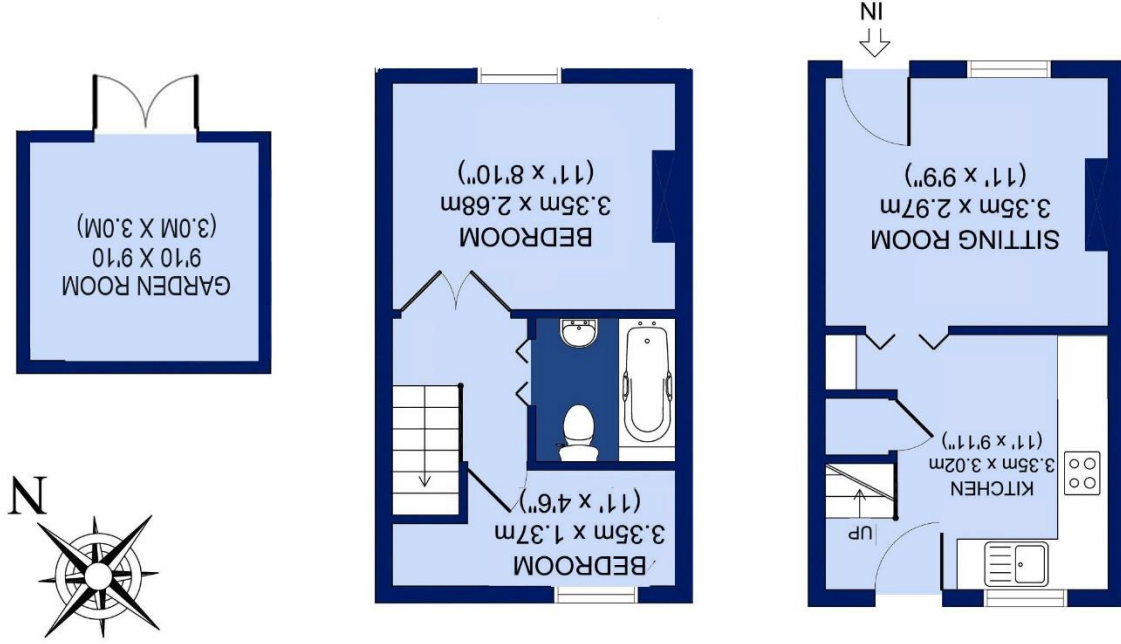 IN
SITTING ROOM
3.35m x 2.97m
(11' x 9'9")
KITCHEN
3.35m x 3.02m
(11' x 9'11")
UP
BEDROOM
3.35m x 2.68m
(11' x 8'10")
BEDROOM
3.35m x 1.37m
(11' x 4'6")
GARDEN ROOM
9'10 X 9'10
(3.0M X 3.0M)
N